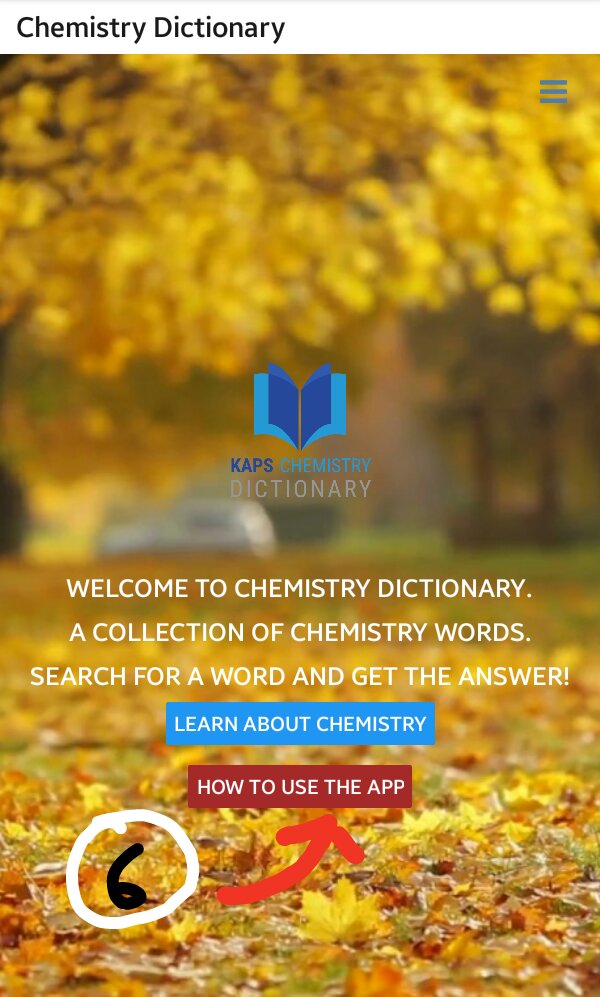 Chemistry Dictionary
KAPS CHEMISTRY
DICTIONARY
WELCOME TO CHEMISTRY DICTIONARY.
A COLLECTION OF CHEMISTRY WORDS.
SEARCH FOR A WORD AND GET THE ANSWER!
LEARN ABOUT CHEMISTRY
HOW TO USE THE APP
6